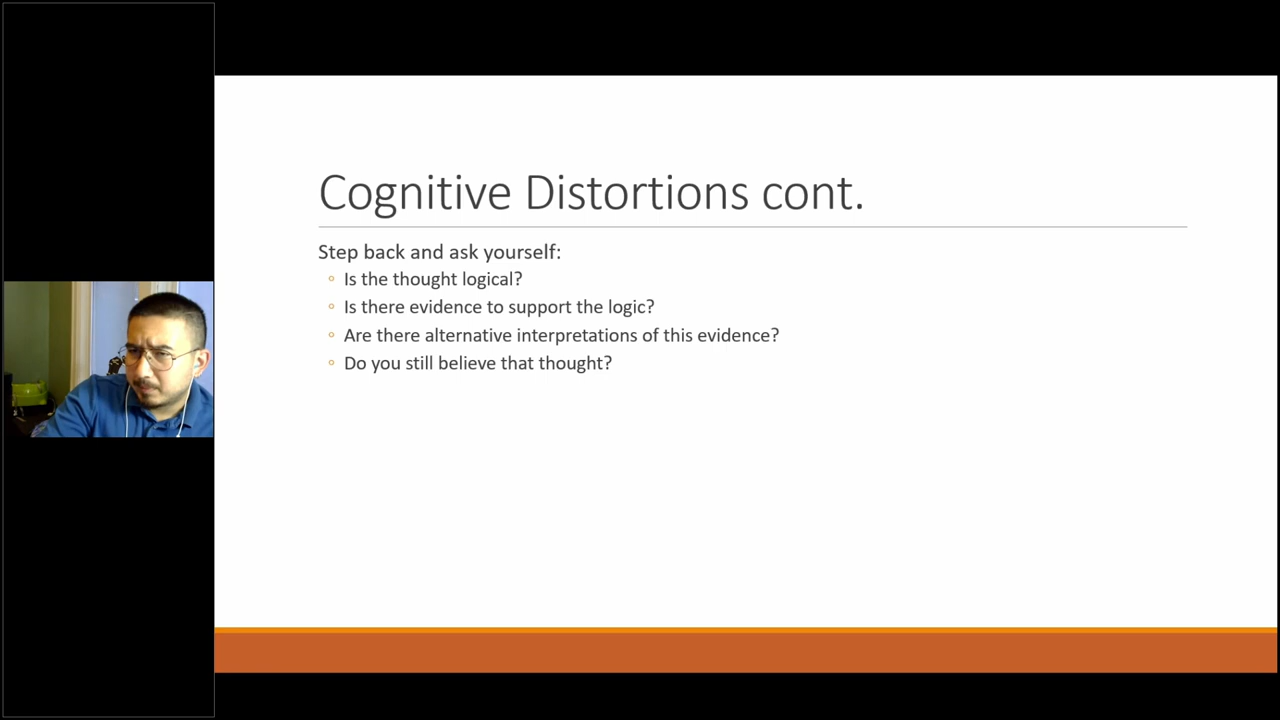 Cognitive Distortions cont.
Step back and ask yourself:
◦ Is the thought logical?
◦ Is there evidence to support the logic?
◦ Are there alternative interpretations of this evidence?
◦ Do you still believe that thought?